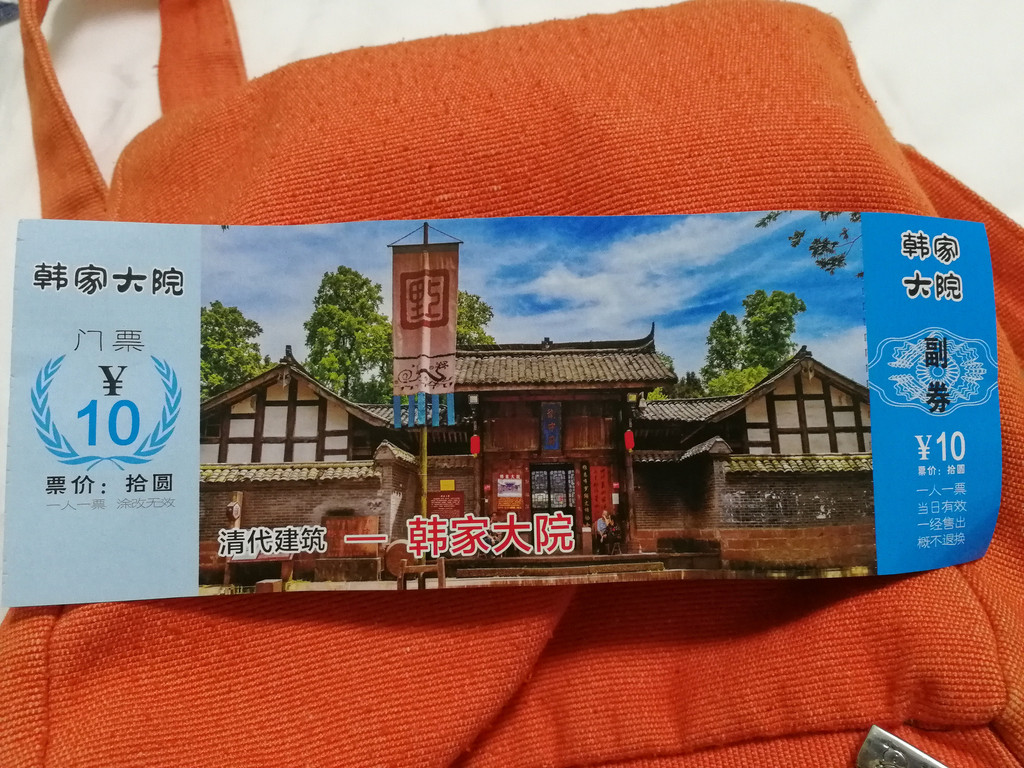 韩家大院
门票
¥
10
票价：拾圆
一人一票 涂改无效
清代建筑 — 韩家大院
韩家
大院
副
券
¥10
票价：拾圆
一人一票
当日有效
一经售出
概不退换